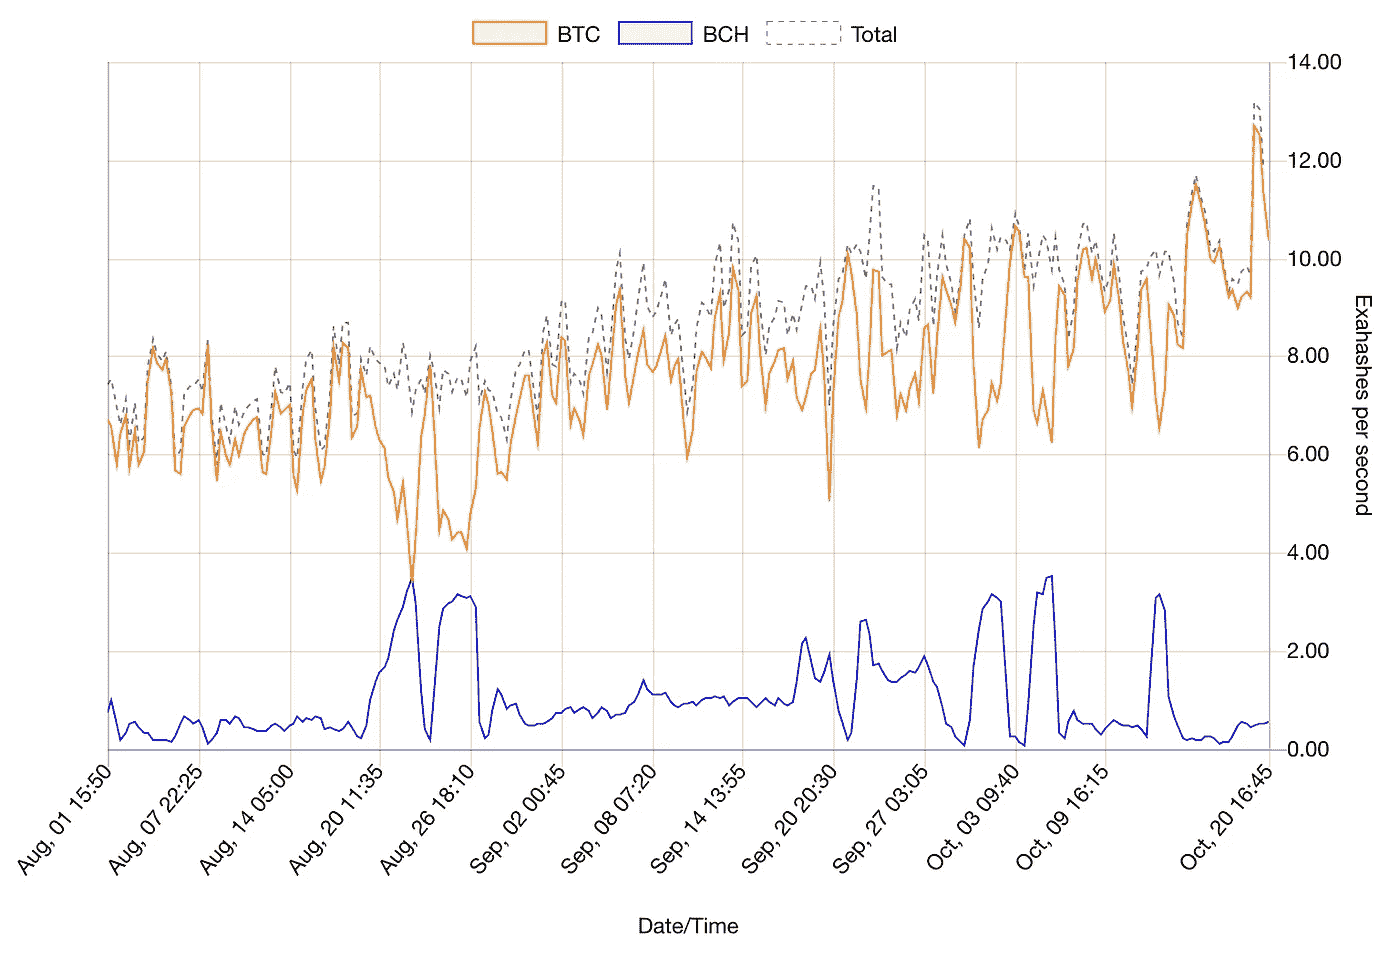 BTC BCH Total
14.00
12.00
10.00
8.00
6.00
4.00
2.00
0.00
Exahashes per second
Aug, 01 15:50
Aug, 07 22:25
Aug, 14 05:00
Aug, 20 11:35
Aug, 26 18:10
Sep, 02 00:45
Sep, 08 07:20
Sep, 14 13:55
Sep, 20 20:30
Sep, 27 03:05
Oct, 03 09:40
Oct, 09 16:15
Oct, 20 16:45
Date/Time